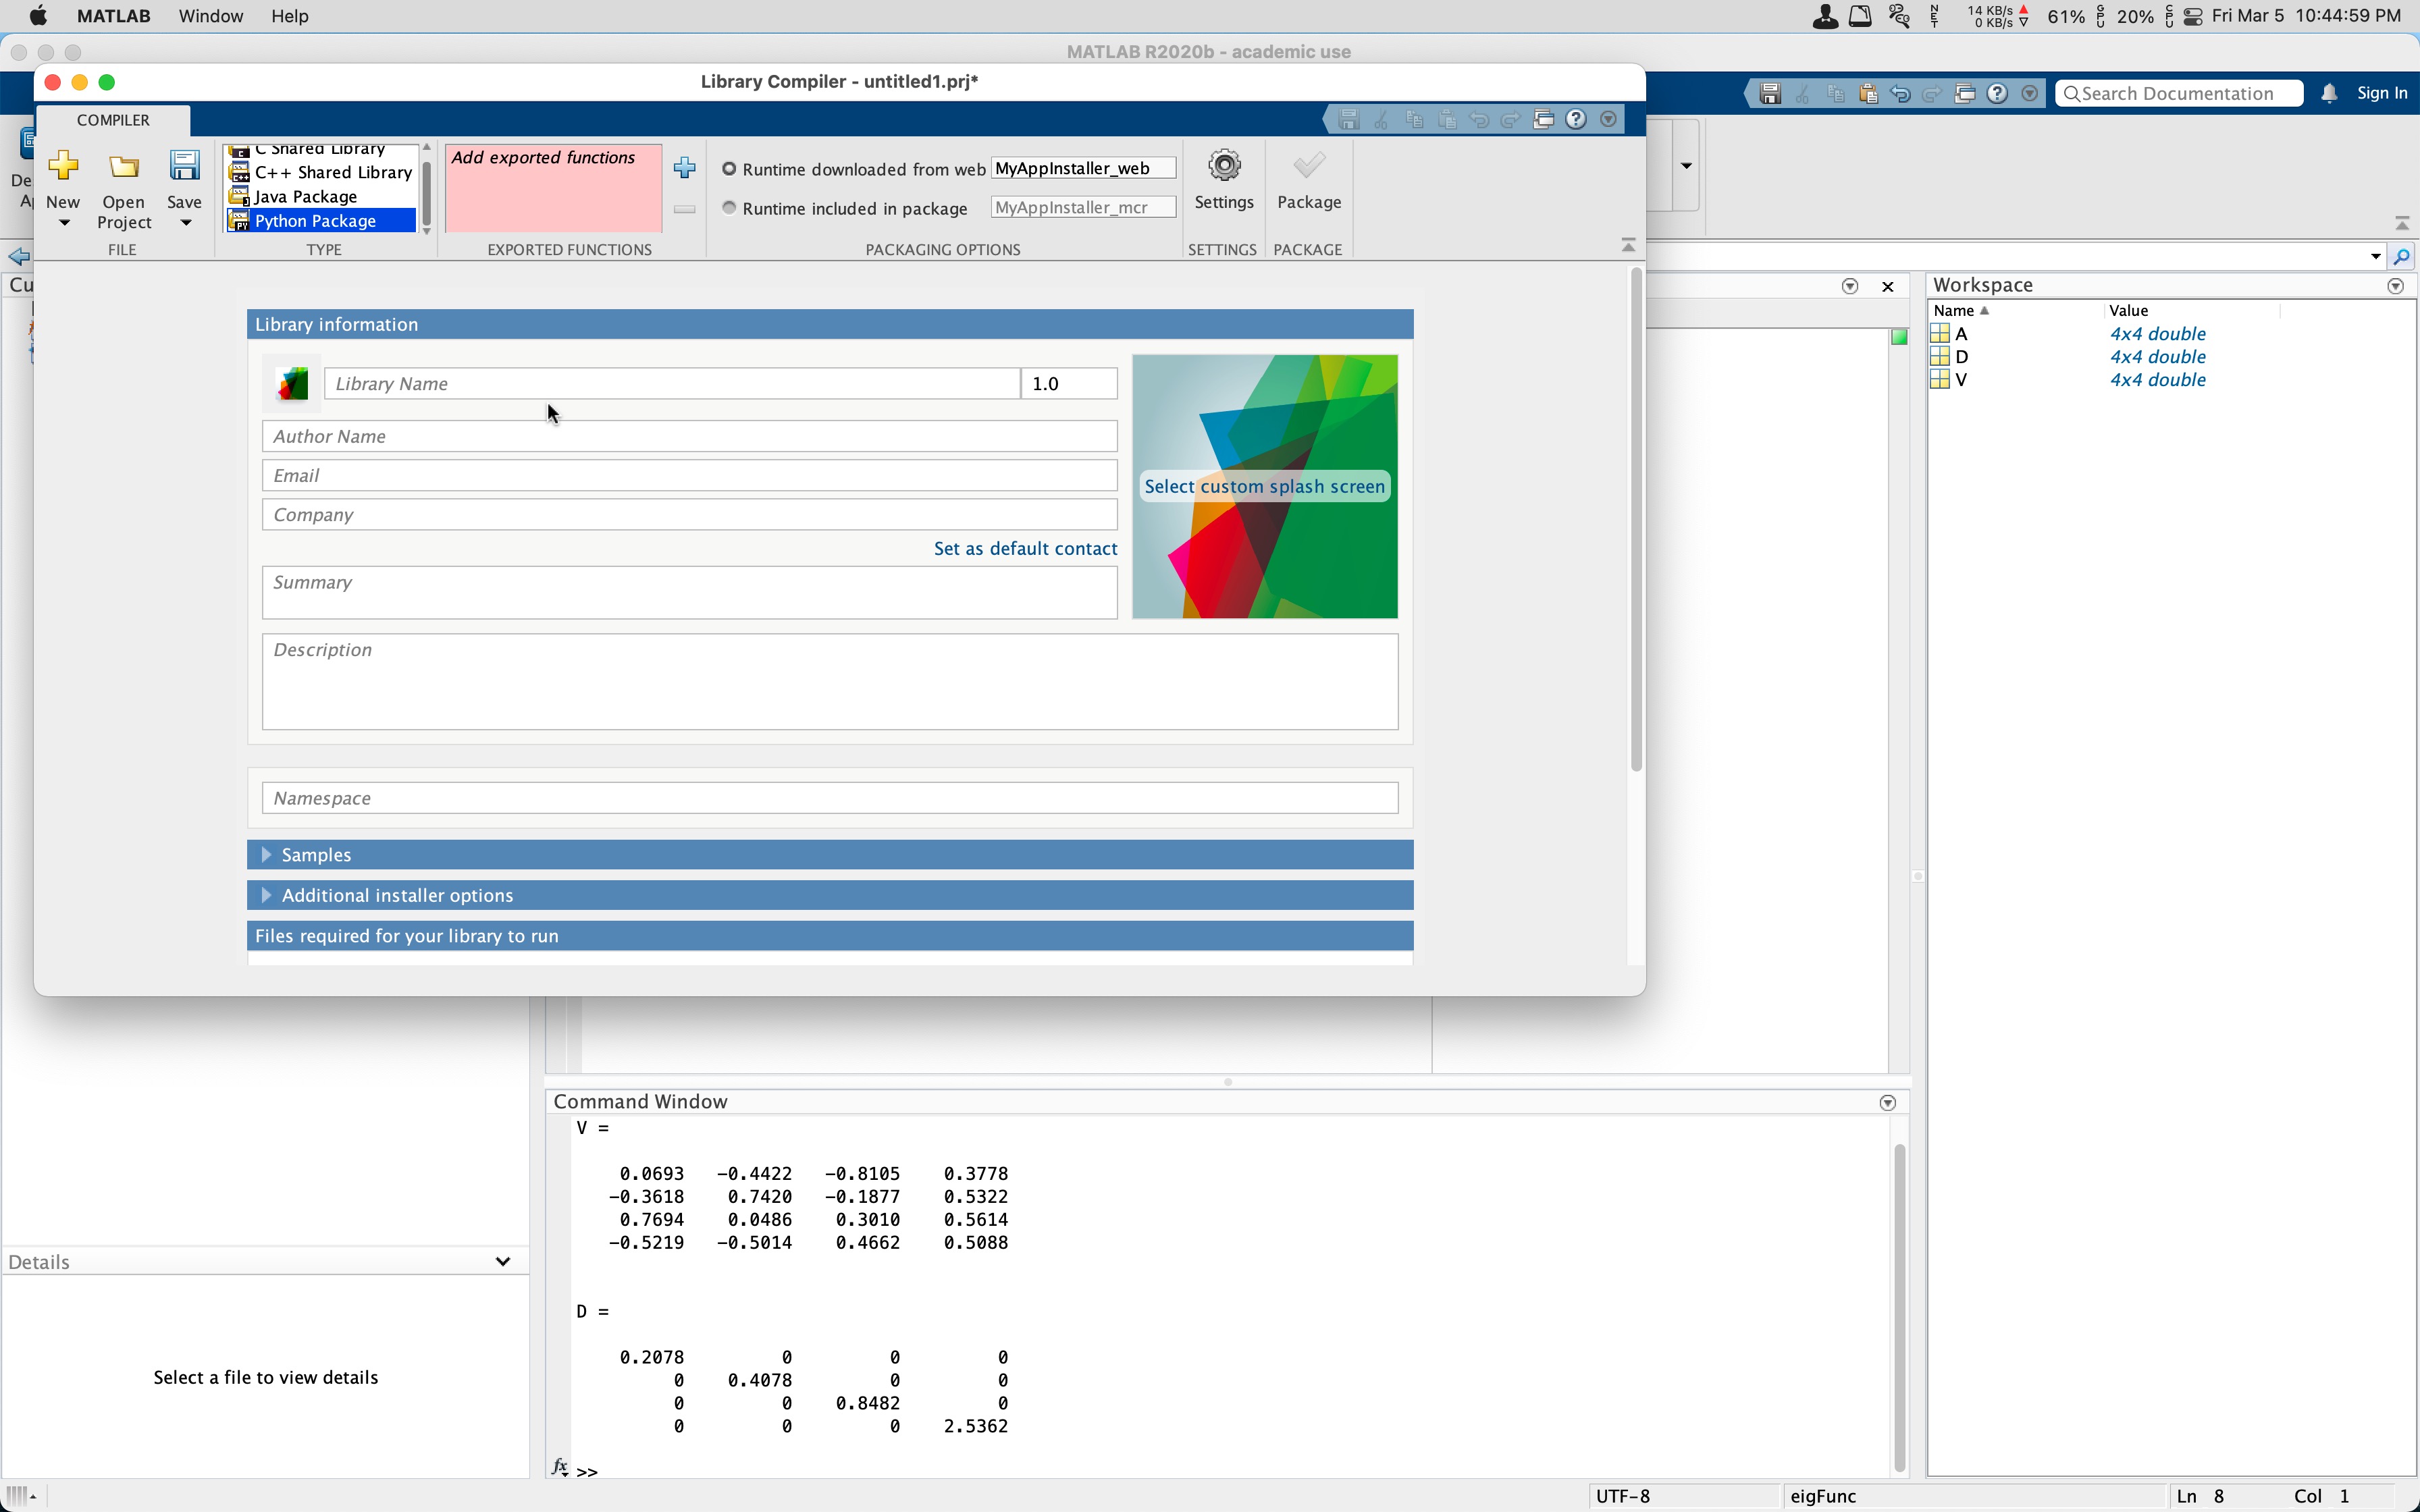 MATLAB Window Help
NET 14 KB/s 0 KB/s 61% GPU 20% CPU Fri Mar 5 10:44:59 PM
MATLAB R2020b - academic use
Library Compiler - untitled1.prj*
Search Documentation Sign In
COMPILER
New
Open Project
Save
C Shared Library
C++ Shared Library
Java Package
Python Package
Add exported functions
Runtime downloaded from web MyAppInstaller_web
Runtime included in package MyAppInstaller_mcr
Settings
Package
FILE TYPE EXPORTED FUNCTIONS PACKAGING OPTIONS SETTINGS PACKAGE
Library information
Library Name 1.0
Author Name
Email
Company
Set as default contact
Summary
Select custom splash screen
Description
Namespace
Samples
Additional installer options
Files required for your library to run
Workspace
Name Value
A 4x4 double
D 4x4 double
V 4x4 double
Command Window
V =
0.0693 -0.4422 -0.8105 0.3778
-0.3618 0.7420 -0.1877 0.5322
0.7694 0.0486 0.3010 0.5614
-0.5219 -0.5014 0.4662 0.5088
D =
0.2078 0 0 0
0 0.4078 0 0
0 0 0.8482 0
0 0 0 2.5362
fx >>
Details
Select a file to view details
UTF-8 eigFunc Ln 8 Col 1